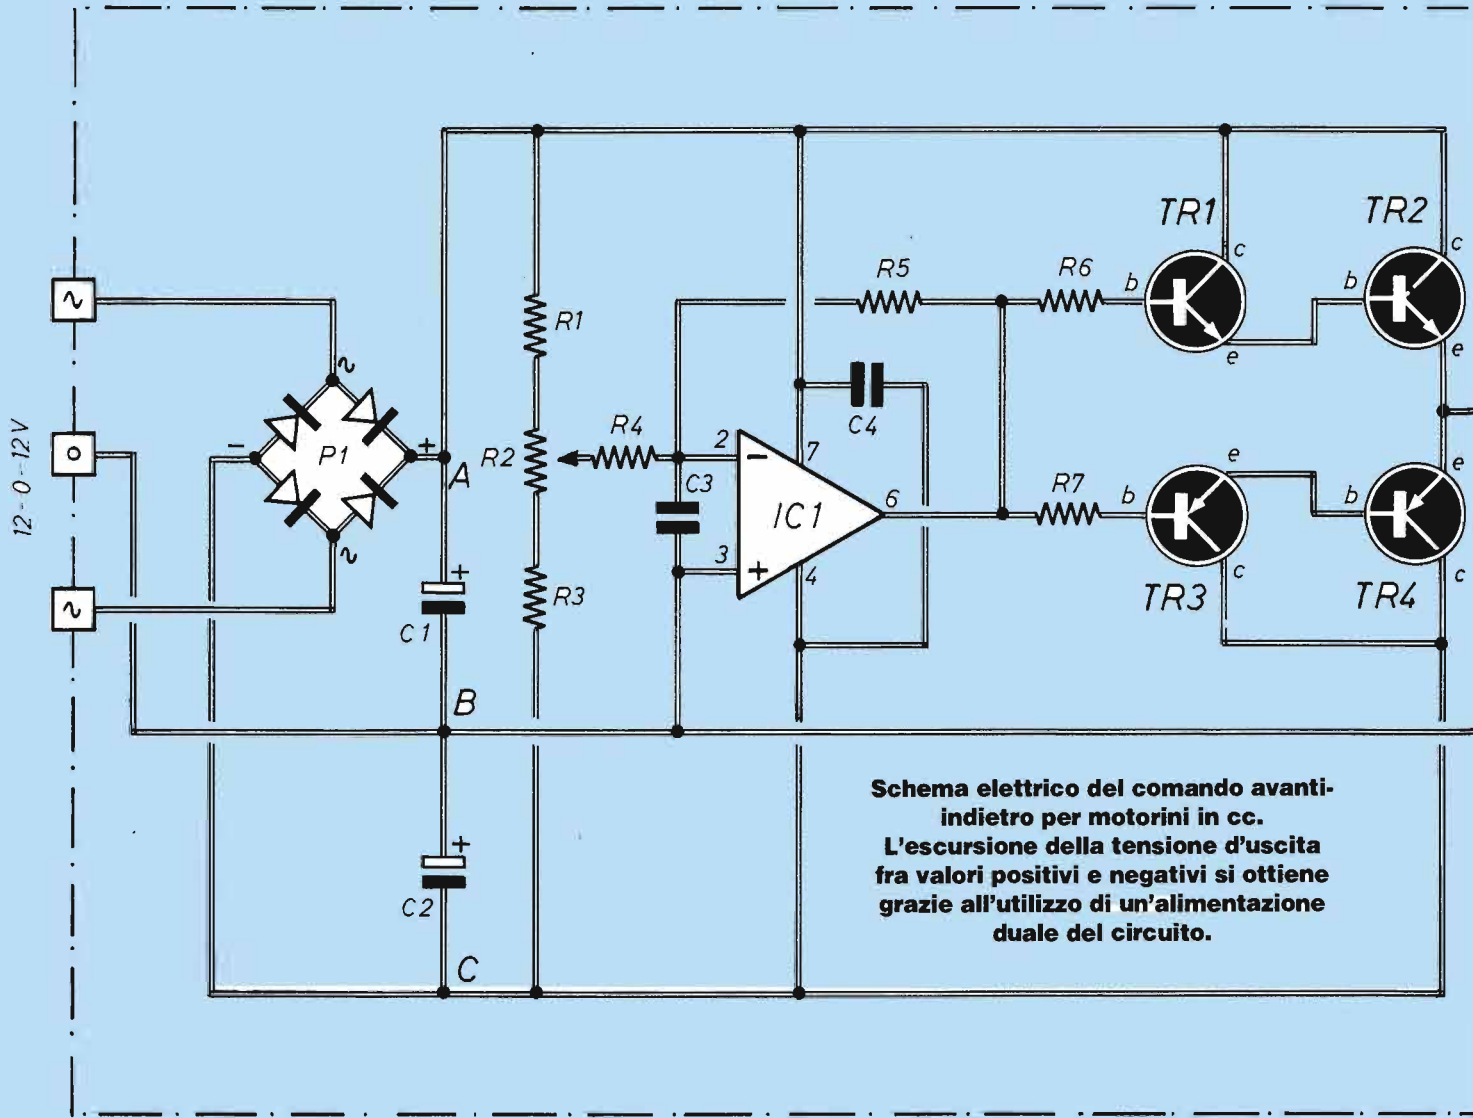 TR1
TR2
c
c
R5
R6
b
b
R1
e
e
~
12-0-12V
~
o
~
-
P1
+
A
R2
R4
2
-
7
C4
C3
IC1
6
R7
b
e
b
e
3
+
4
c
c
TR3
TR4
~
+
C1
R3
B
+
C2
C
Schema elettrico del comando avanti-
indietro per motorini in cc.
L'escursione della tensione d'uscita
fra valori positivi e negativi si ottiene
grazie all'utilizzo di un'alimentazione
duale del circuito.